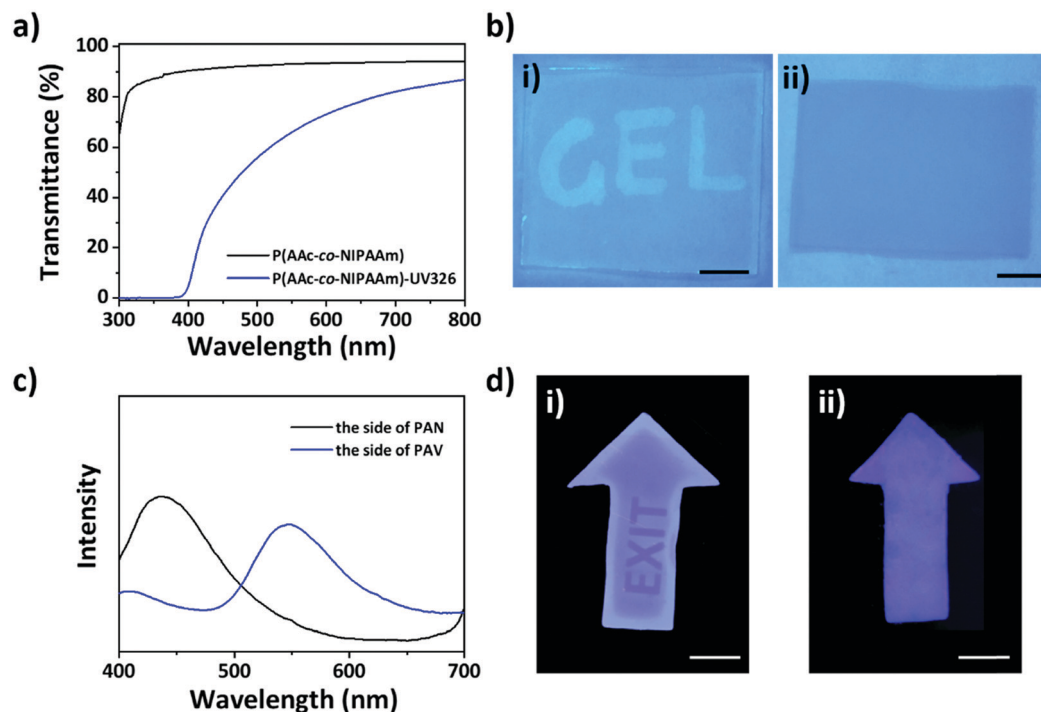 a)
100
80
60
40
20
0
Transmittance (%)
P(AAc-co-NIPAAm)
P(AAc-co-NIPAAm)-UV326
300 400 500 600 700 800
Wavelength (nm)
b)
i)
GEL
ii)
c)
Intensity
the side of PAN
the side of PAV
400 500 600 700
Wavelength (nm)
d)
i)
EXIT
ii)